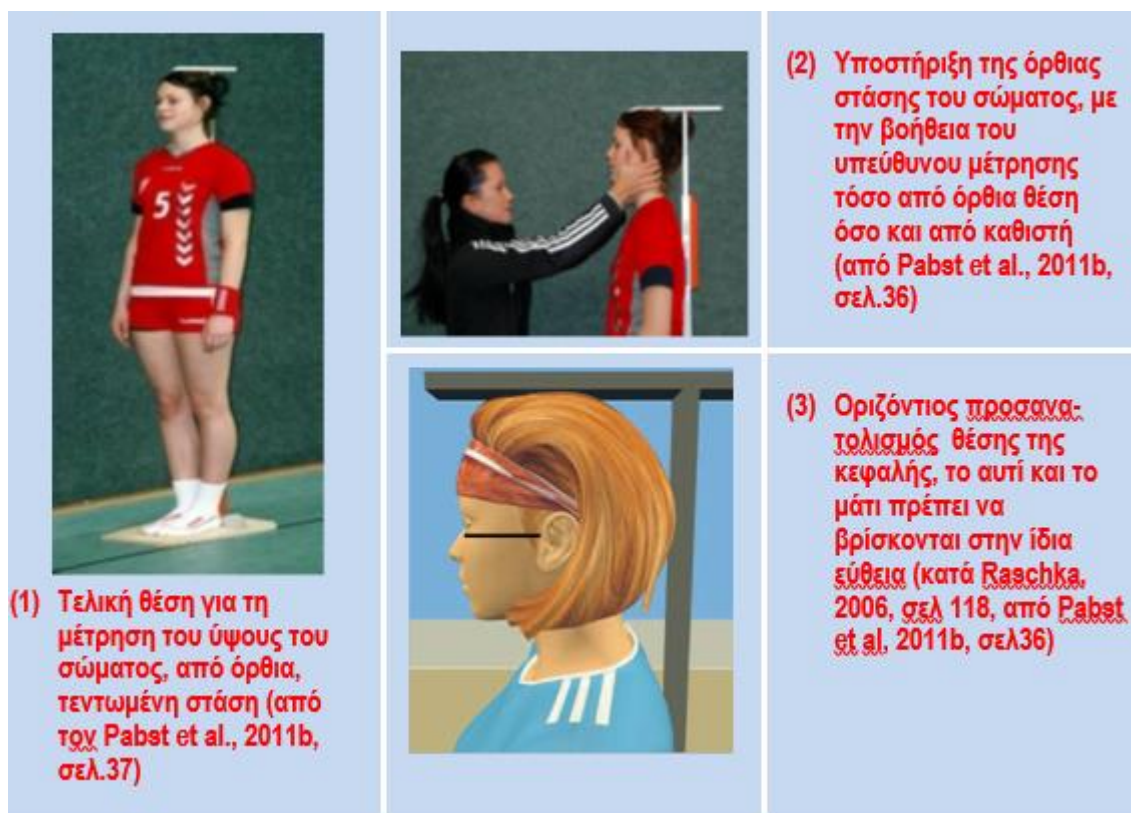 5
(1) Τελική θέση για τη
μέτρηση του ύψους του
σώματος, από όρθια,
τεντωμένη στάση (από
τον Pabst et al., 2011b,
σελ.37)
(2) Υποστήριξη της όρθιας
στάσης του σώματος, με
την βοήθεια του
υπεύθυνου μέτρησης
τόσο από όρθια θέση
όσο και από καθιστή
(από Pabst et al., 2011b,
σελ.36)
(3) Οριζόντιος προσανα-
τολισμός θέσης της
κεφαλής, το αυτί και το
μάτι πρέπει να
βρίσκονται στην ίδια
εύθεια (κατά Raschka,
2006, σελ 118, από Pabst
et al, 2011b, σελ36)